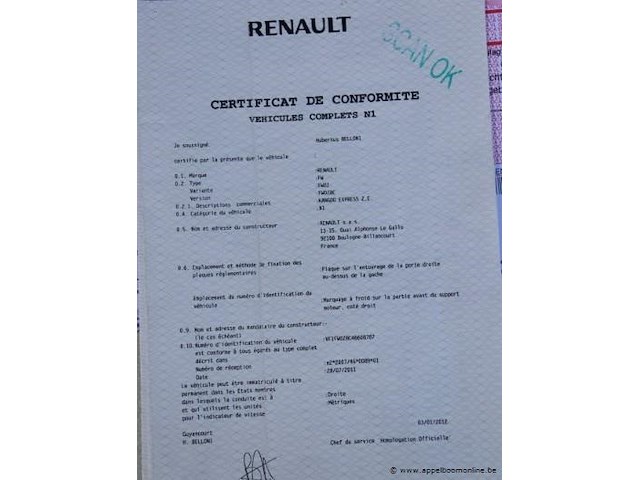 RENAULT
SCAN OK
CERTIFICAT DE CONFORMITE
VEHICULES COMPLETS N1
Je soussigné Hubertus BELLONI
certifie par la présente que le véhicule :
0.1. Marque :RENAULT
0.2. Type :FW
Variante
Version
0.2.1. Descriptions commerciales :KANGOO EXPRESS Z.E
0.4. Catégorie du véhicule :N1
0.5. Nom et adresse du constructeur :RENAULT s.a.s.
13-15, Quai Alphonse Le Gallo
92100 Boulogne-Billancourt
France
0.6. Emplacement et méthode de fixation des :Plaque sur l'entourage de la porte droite
plaques réglementaires au-dessus de la gache
Emplacement du numéro d'identification du :Marquage à froid sur la partie avant du support
véhicule moteur, coté droit
0.9. Nom et adresse du mandataire du constructeur:-
(le cas échéant)
0.10.Numéro d'identification du véhicule
est conforme à tous égards au type complet
décrit dans
Numéro de réception
Date
Le véhicule peut être immatriculé à titre
permanent dans les Etats membres
dans lesquels la conduite est à :Droite
et qui utilisent les unités :Métriques
pour l'indicateur de vitesse
03/01/2012
Guyancourt
H. BELLONI Chef du service Homologation Officielle
© www.appelboomonline.be